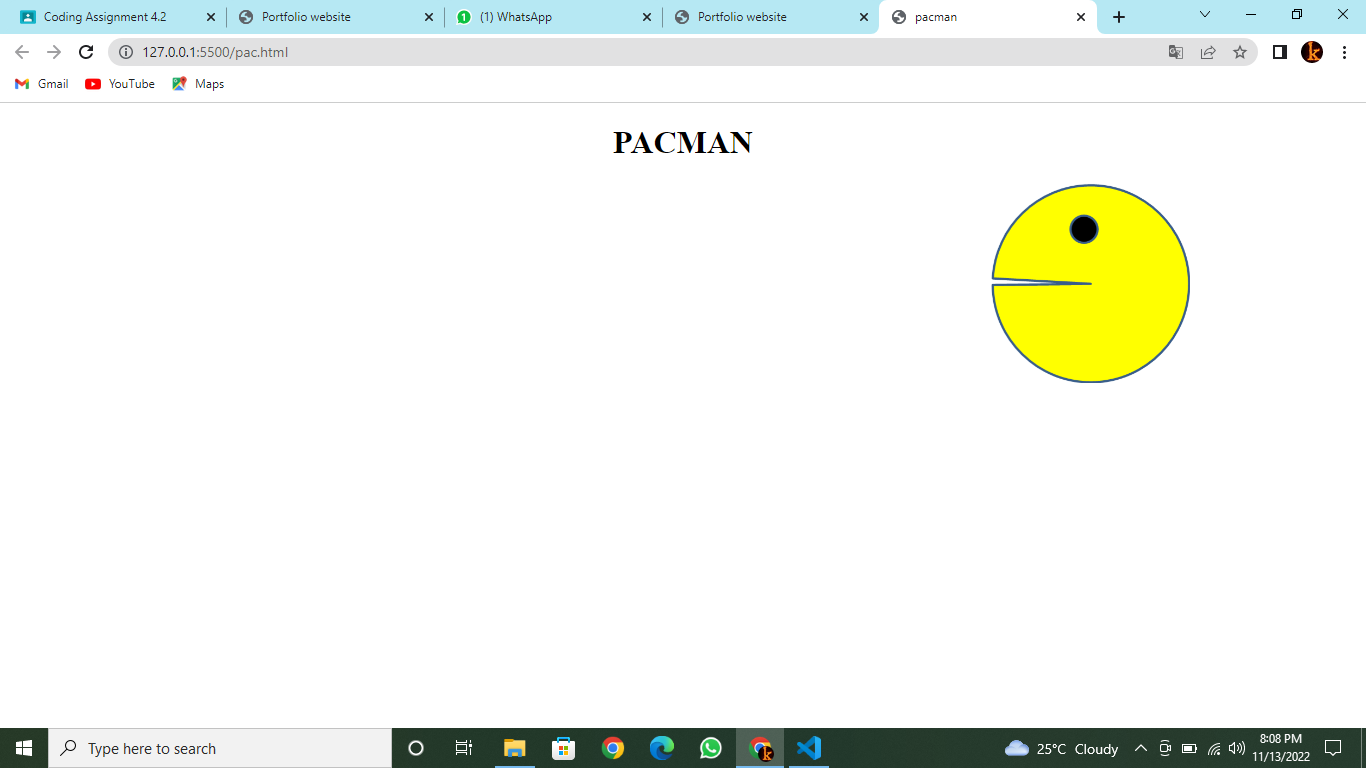 Coding Assignment 4.2
Portfolio website
1
(1) WhatsApp
Portfolio website
pacman
127.0.0.1:5500/pac.html
k
Gmail
YouTube
Maps
PACMAN
Type here to search
k
25°C Cloudy
8:08 PM
11/13/2022